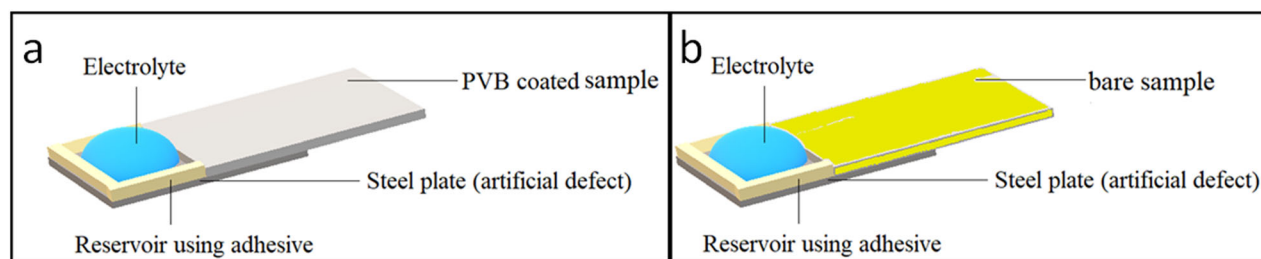 a
Electrolyte
PVB coated sample
Steel plate (artificial defect)
Reservoir using adhesive
b
Electrolyte
bare sample
Steel plate (artificial defect)
Reservoir using adhesive